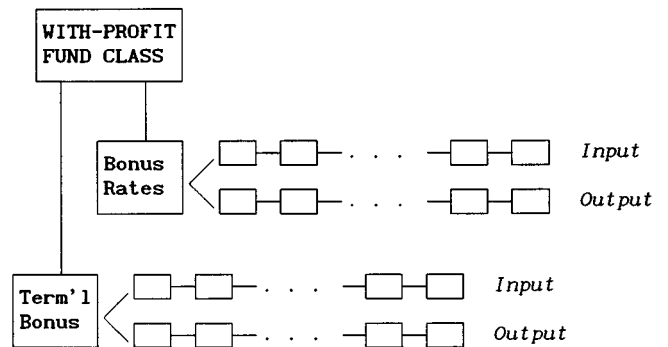 WITH-PROFIT
FUND CLASS
Bonus
Rates
. . .
Input
. . .
Output
Term'l
Bonus
. . .
Input
. . .
Output